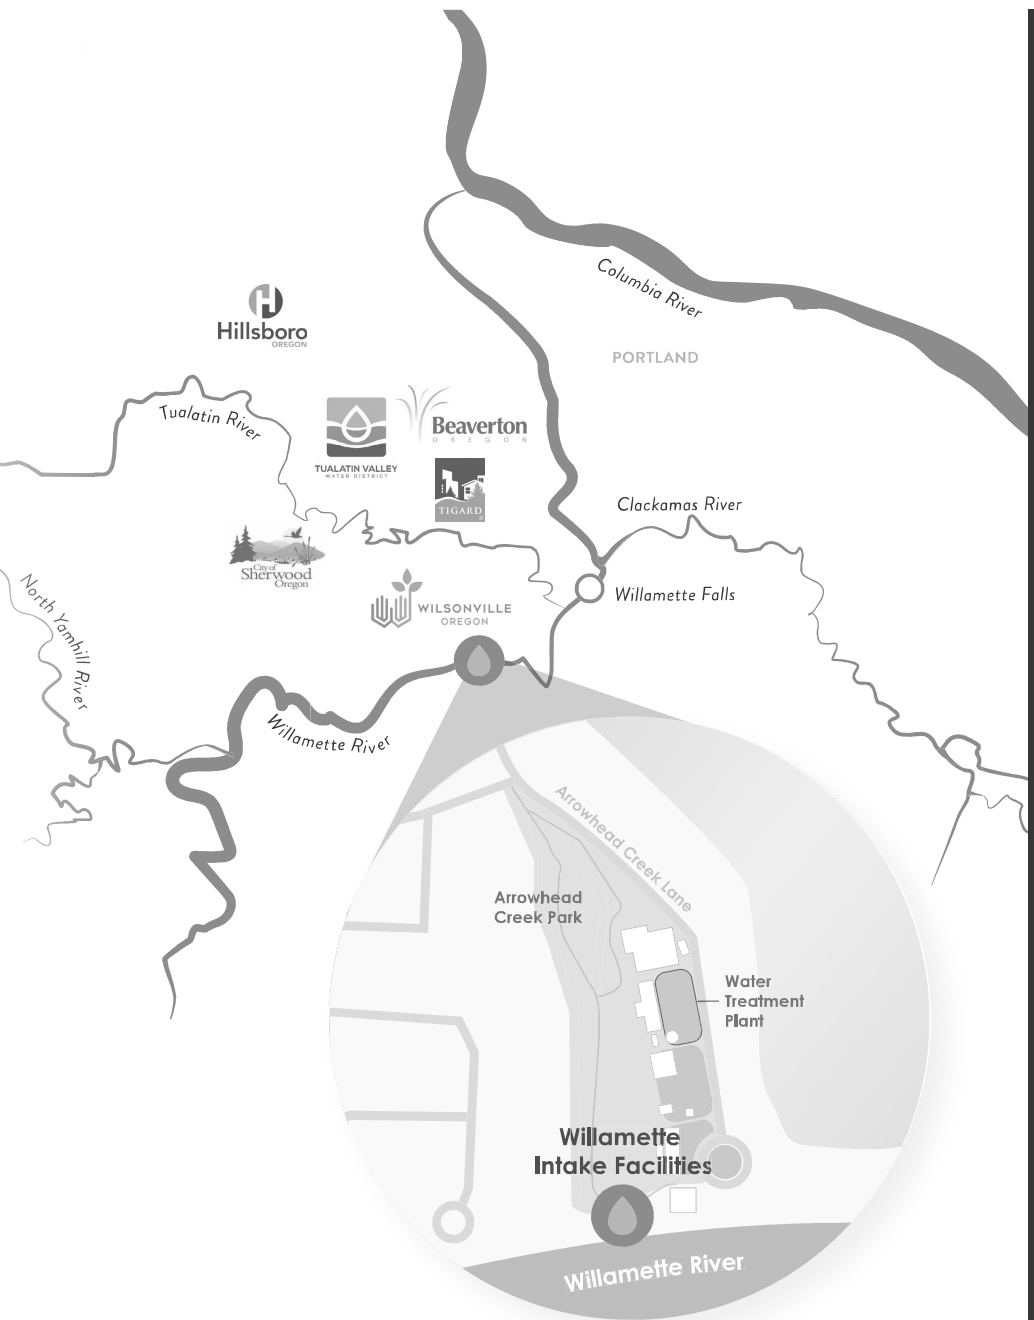 Columbia River
Hillsboro
OREGON
PORTLAND
Tualatin River
Beaverton
OREGON
TUALATIN VALLEY
WATER DISTRICT
TIGARD
Clackamas River
City of
Sherwood
Oregon
Willamette Falls
North Yamhill River
WILSONVILLE
OREGON
Willamette River
Arrowhead Creek Lane
Arrowhead
Creek Park
Water
Treatment
Plant
Willamette
Intake Facilities
Willamette River